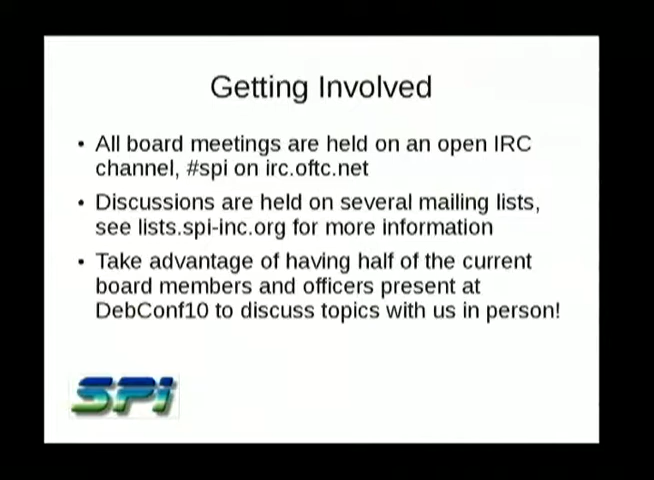 Getting Involved
• All board meetings are held on an open IRC
channel, #spi on irc.oftc.net
• Discussions are held on several mailing lists,
see lists.spi-inc.org for more information
• Take advantage of having half of the current
board members and officers present at
DebConf10 to discuss topics with us in person!
SPi